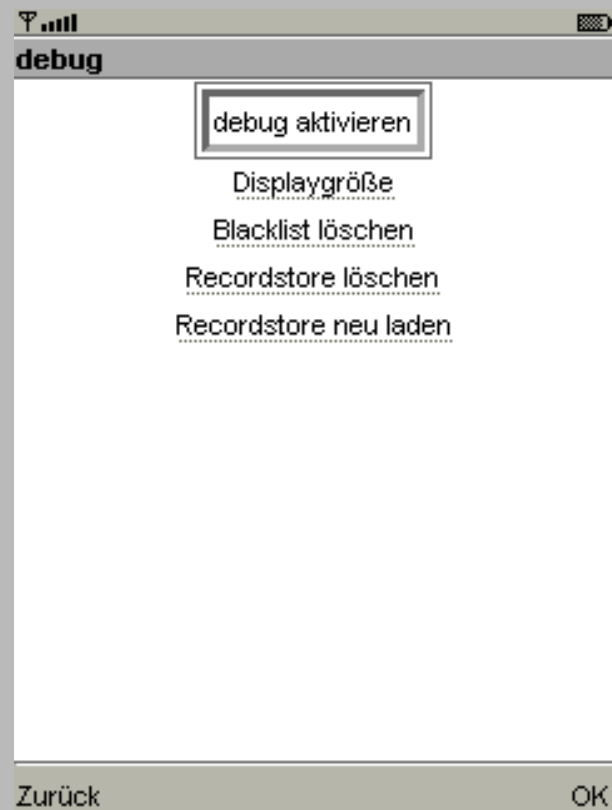 debug
debug aktivieren
Displaygröße
Blacklist löschen
Recordstore löschen
Recordstore neu laden
Zurück OK